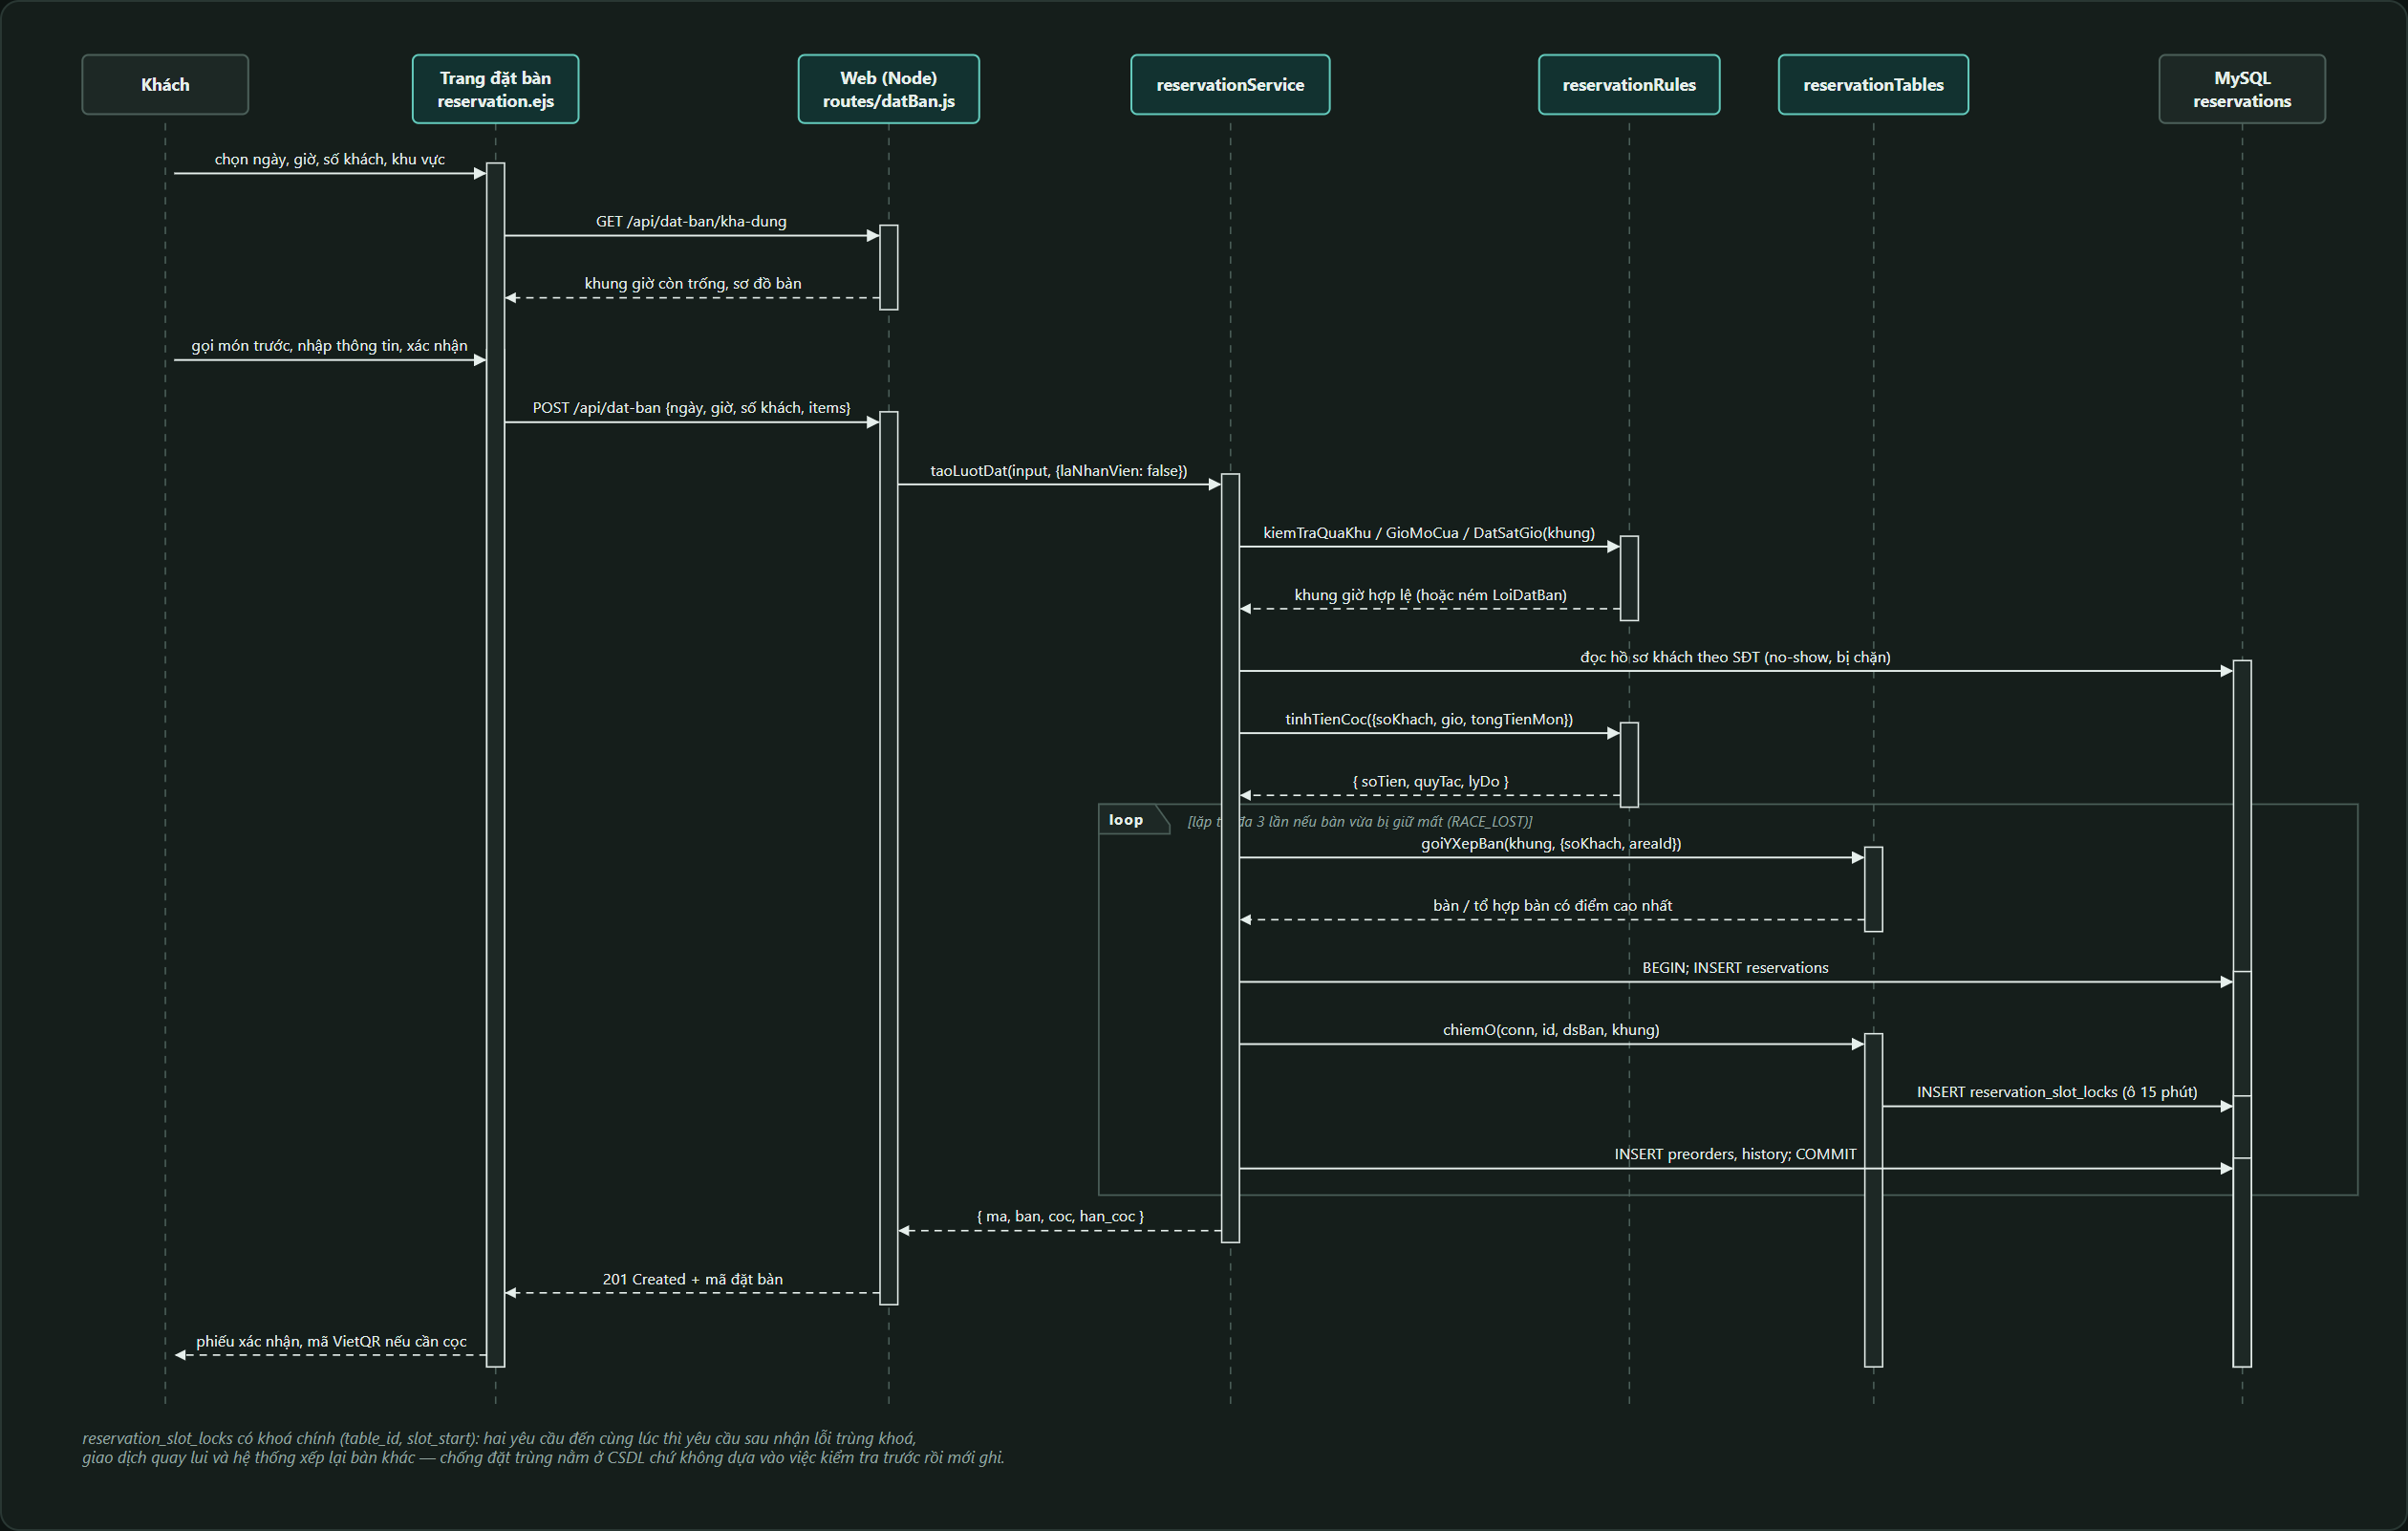 Khách
Trang đặt bàn
reservation.ejs
Web (Node)
routes/datBan.js
reservationService
reservationRules
reservationTables
MySQL
reservations
chọn ngày, giờ, số khách, khu vực
GET /api/dat-ban/kha-dung
khung giờ còn trống, sơ đồ bàn
gọi món trước, nhập thông tin, xác nhận
POST /api/dat-ban {ngày, giờ, số khách, items}
taoLuotDat(input, {laNhanVien: false})
kiemTraQuaKhu / GioMoCua / DatSatGio(khung)
khung giờ hợp lệ (hoặc ném LoiDatBan)
đọc hồ sơ khách theo SĐT (no-show, bị chặn)
tinhTienCoc({soKhach, gio, tongTienMon})
{ soTien, quyTac, lyDo }
loop
[lặp tối đa 3 lần nếu bàn vừa bị giữ mất (RACE_LOST)]
goiYXepBan(khung, {soKhach, areaId})
bàn / tổ hợp bàn có điểm cao nhất
BEGIN; INSERT reservations
chiemO(conn, id, dsBan, khung)
INSERT reservation_slot_locks (ô 15 phút)
INSERT preorders, history; COMMIT
{ ma, ban, coc, han_coc }
201 Created + mã đặt bàn
phiếu xác nhận, mã VietQR nếu cần cọc
reservation_slot_locks có khoá chính (table_id, slot_start): hai yêu cầu đến cùng lúc thì yêu cầu sau nhận lỗi trùng khoá,
giao dịch quay lui và hệ thống xếp lại bàn khác — chống đặt trùng nằm ở CSDL chứ không dựa vào việc kiểm tra trước rồi mới ghi.